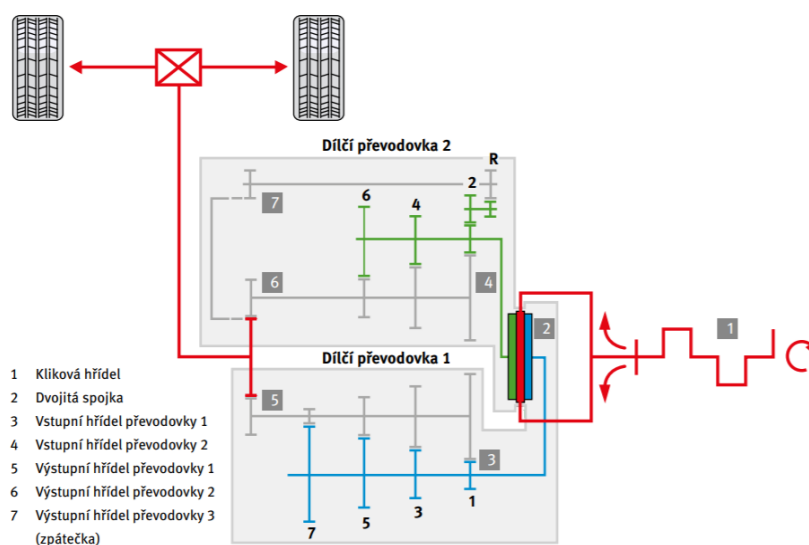 Dílčí převodovka 2
R
7
6
4
2
6
4
2
1
Dílčí převodovka 1
5
3
7
5
3
1
1 Kliková hřídel
2 Dvojitá spojka
3 Vstupní hřídel převodovky 1
4 Vstupní hřídel převodovky 2
5 Výstupní hřídel převodovky 1
6 Výstupní hřídel převodovky 2
7 Výstupní hřídel převodovky 3
(zpátečka)